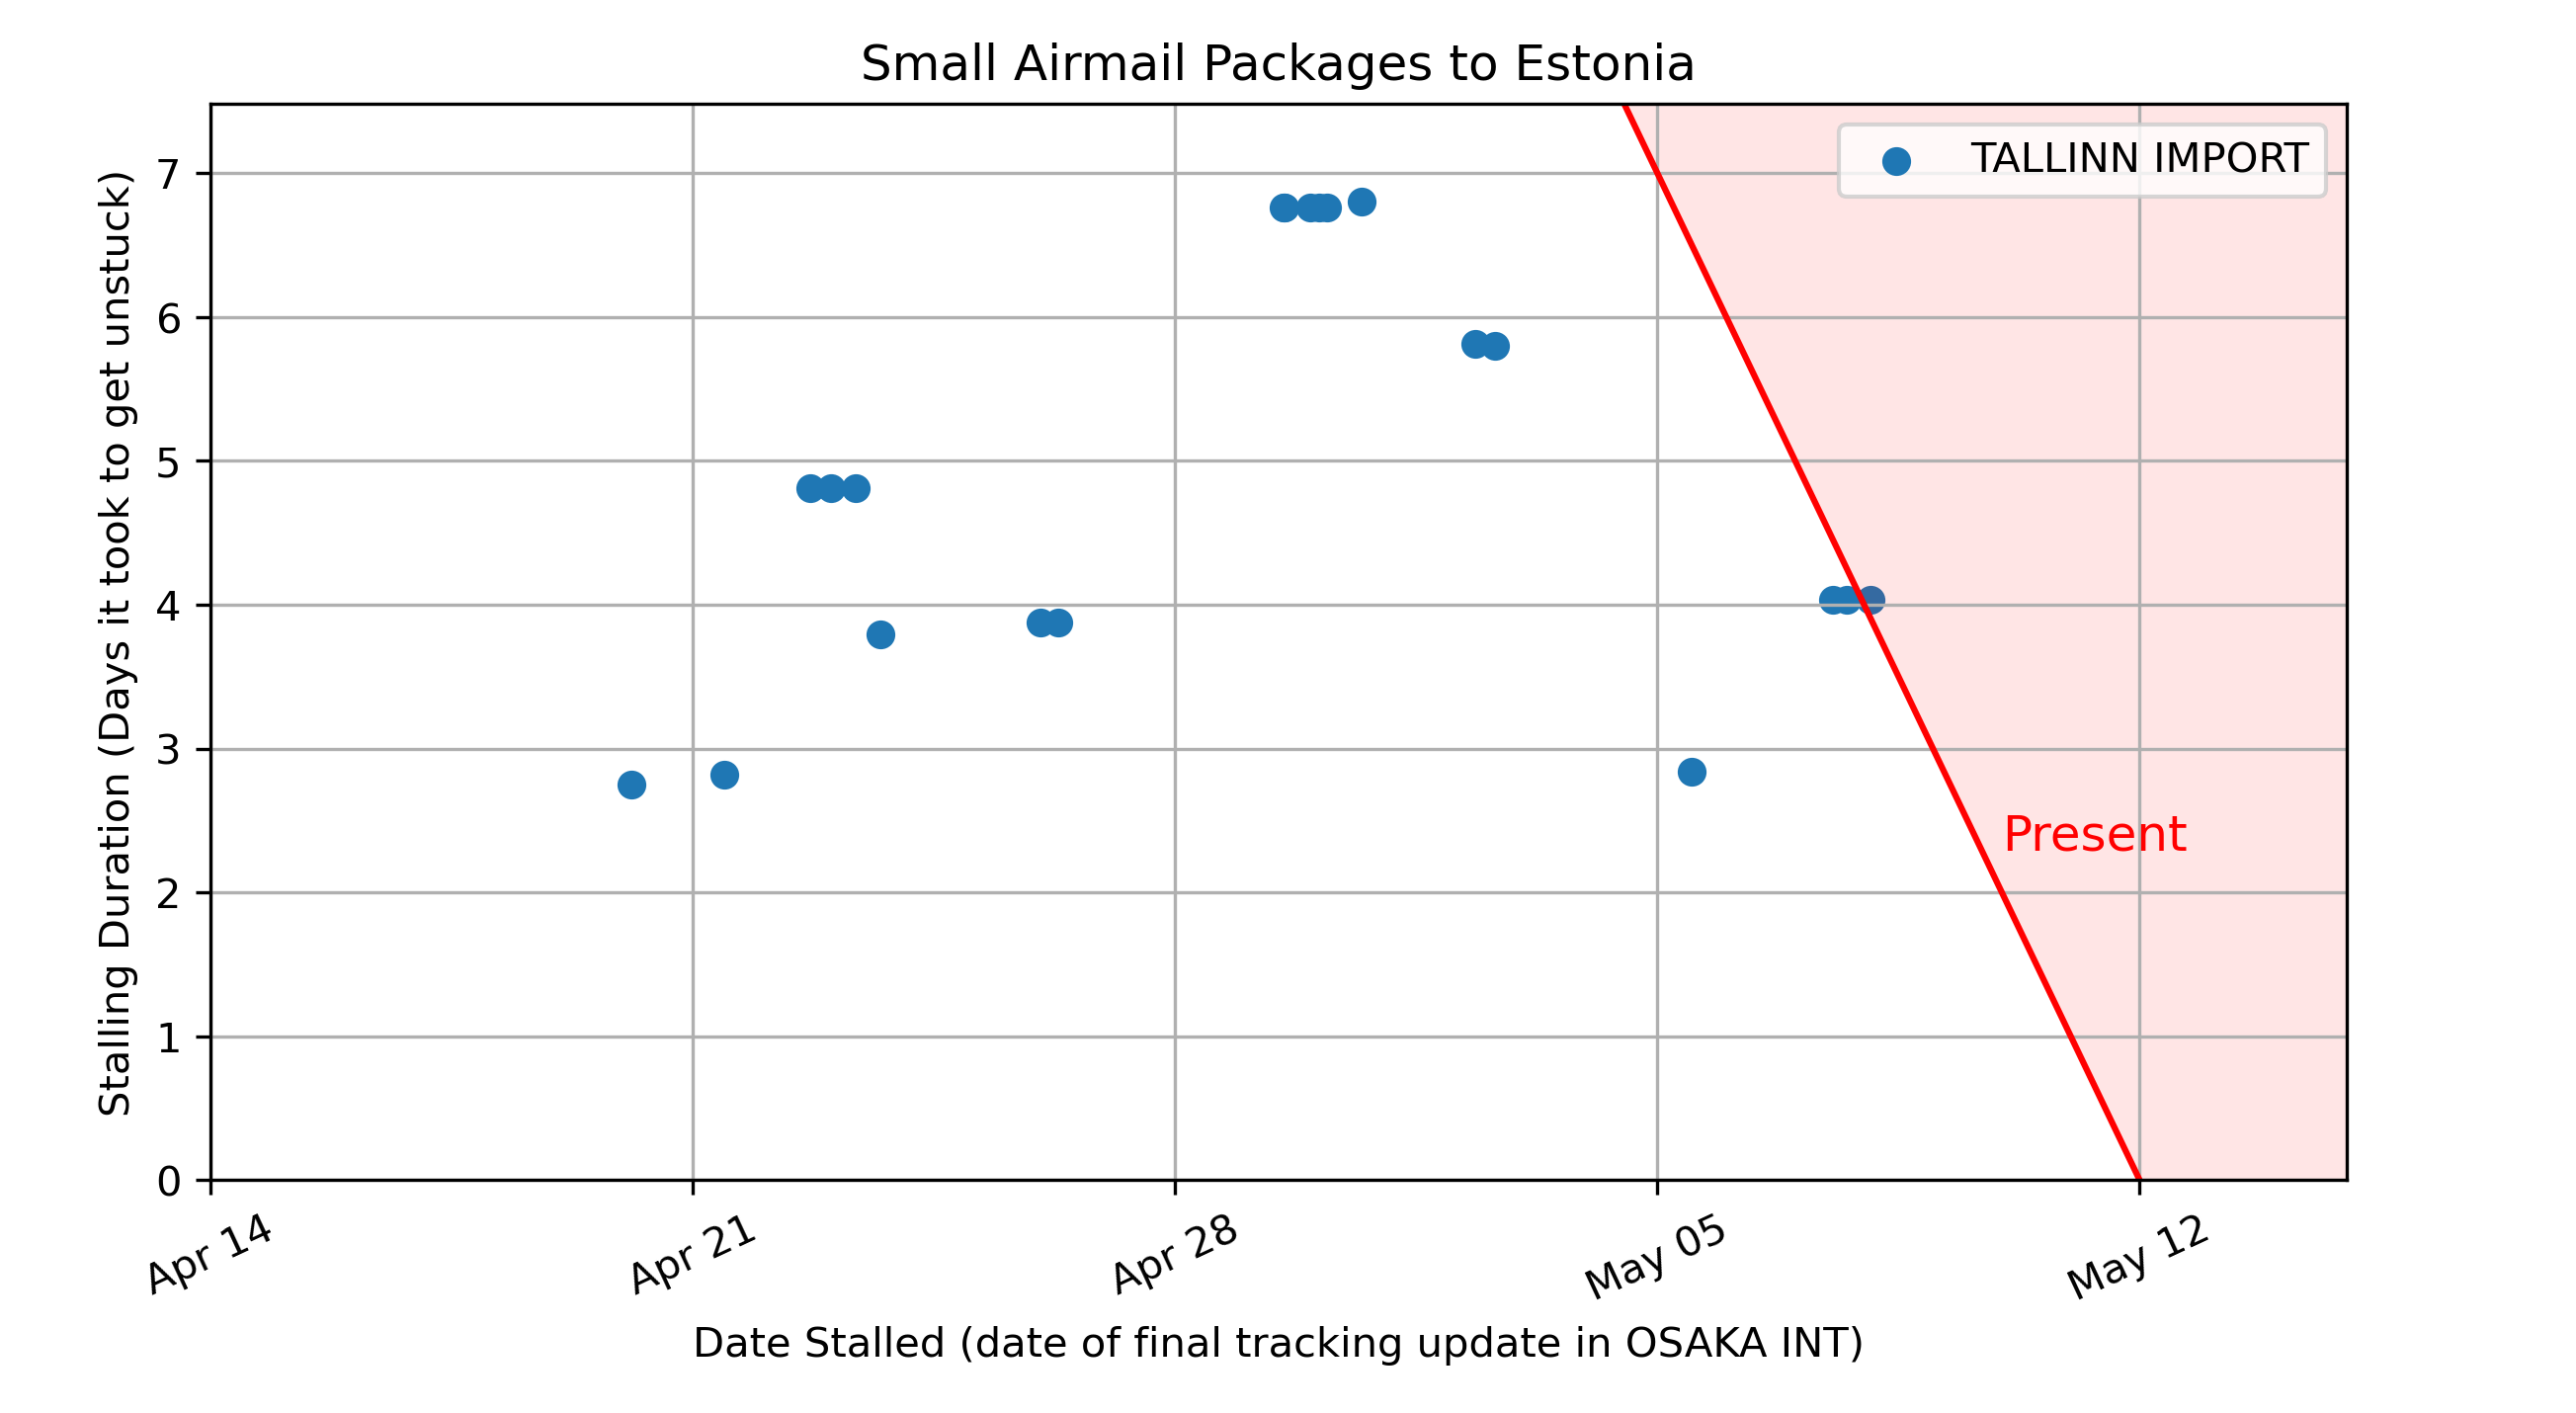 Small Airmail Packages to Estonia
Stalling Duration (Days it took to get unstuck)
7
6
5
4
3
2
1
0
TALLINN IMPORT
Present
Apr 14
Apr 21
Apr 28
May 05
May 12
Date Stalled (date of final tracking update in OSAKA INT)